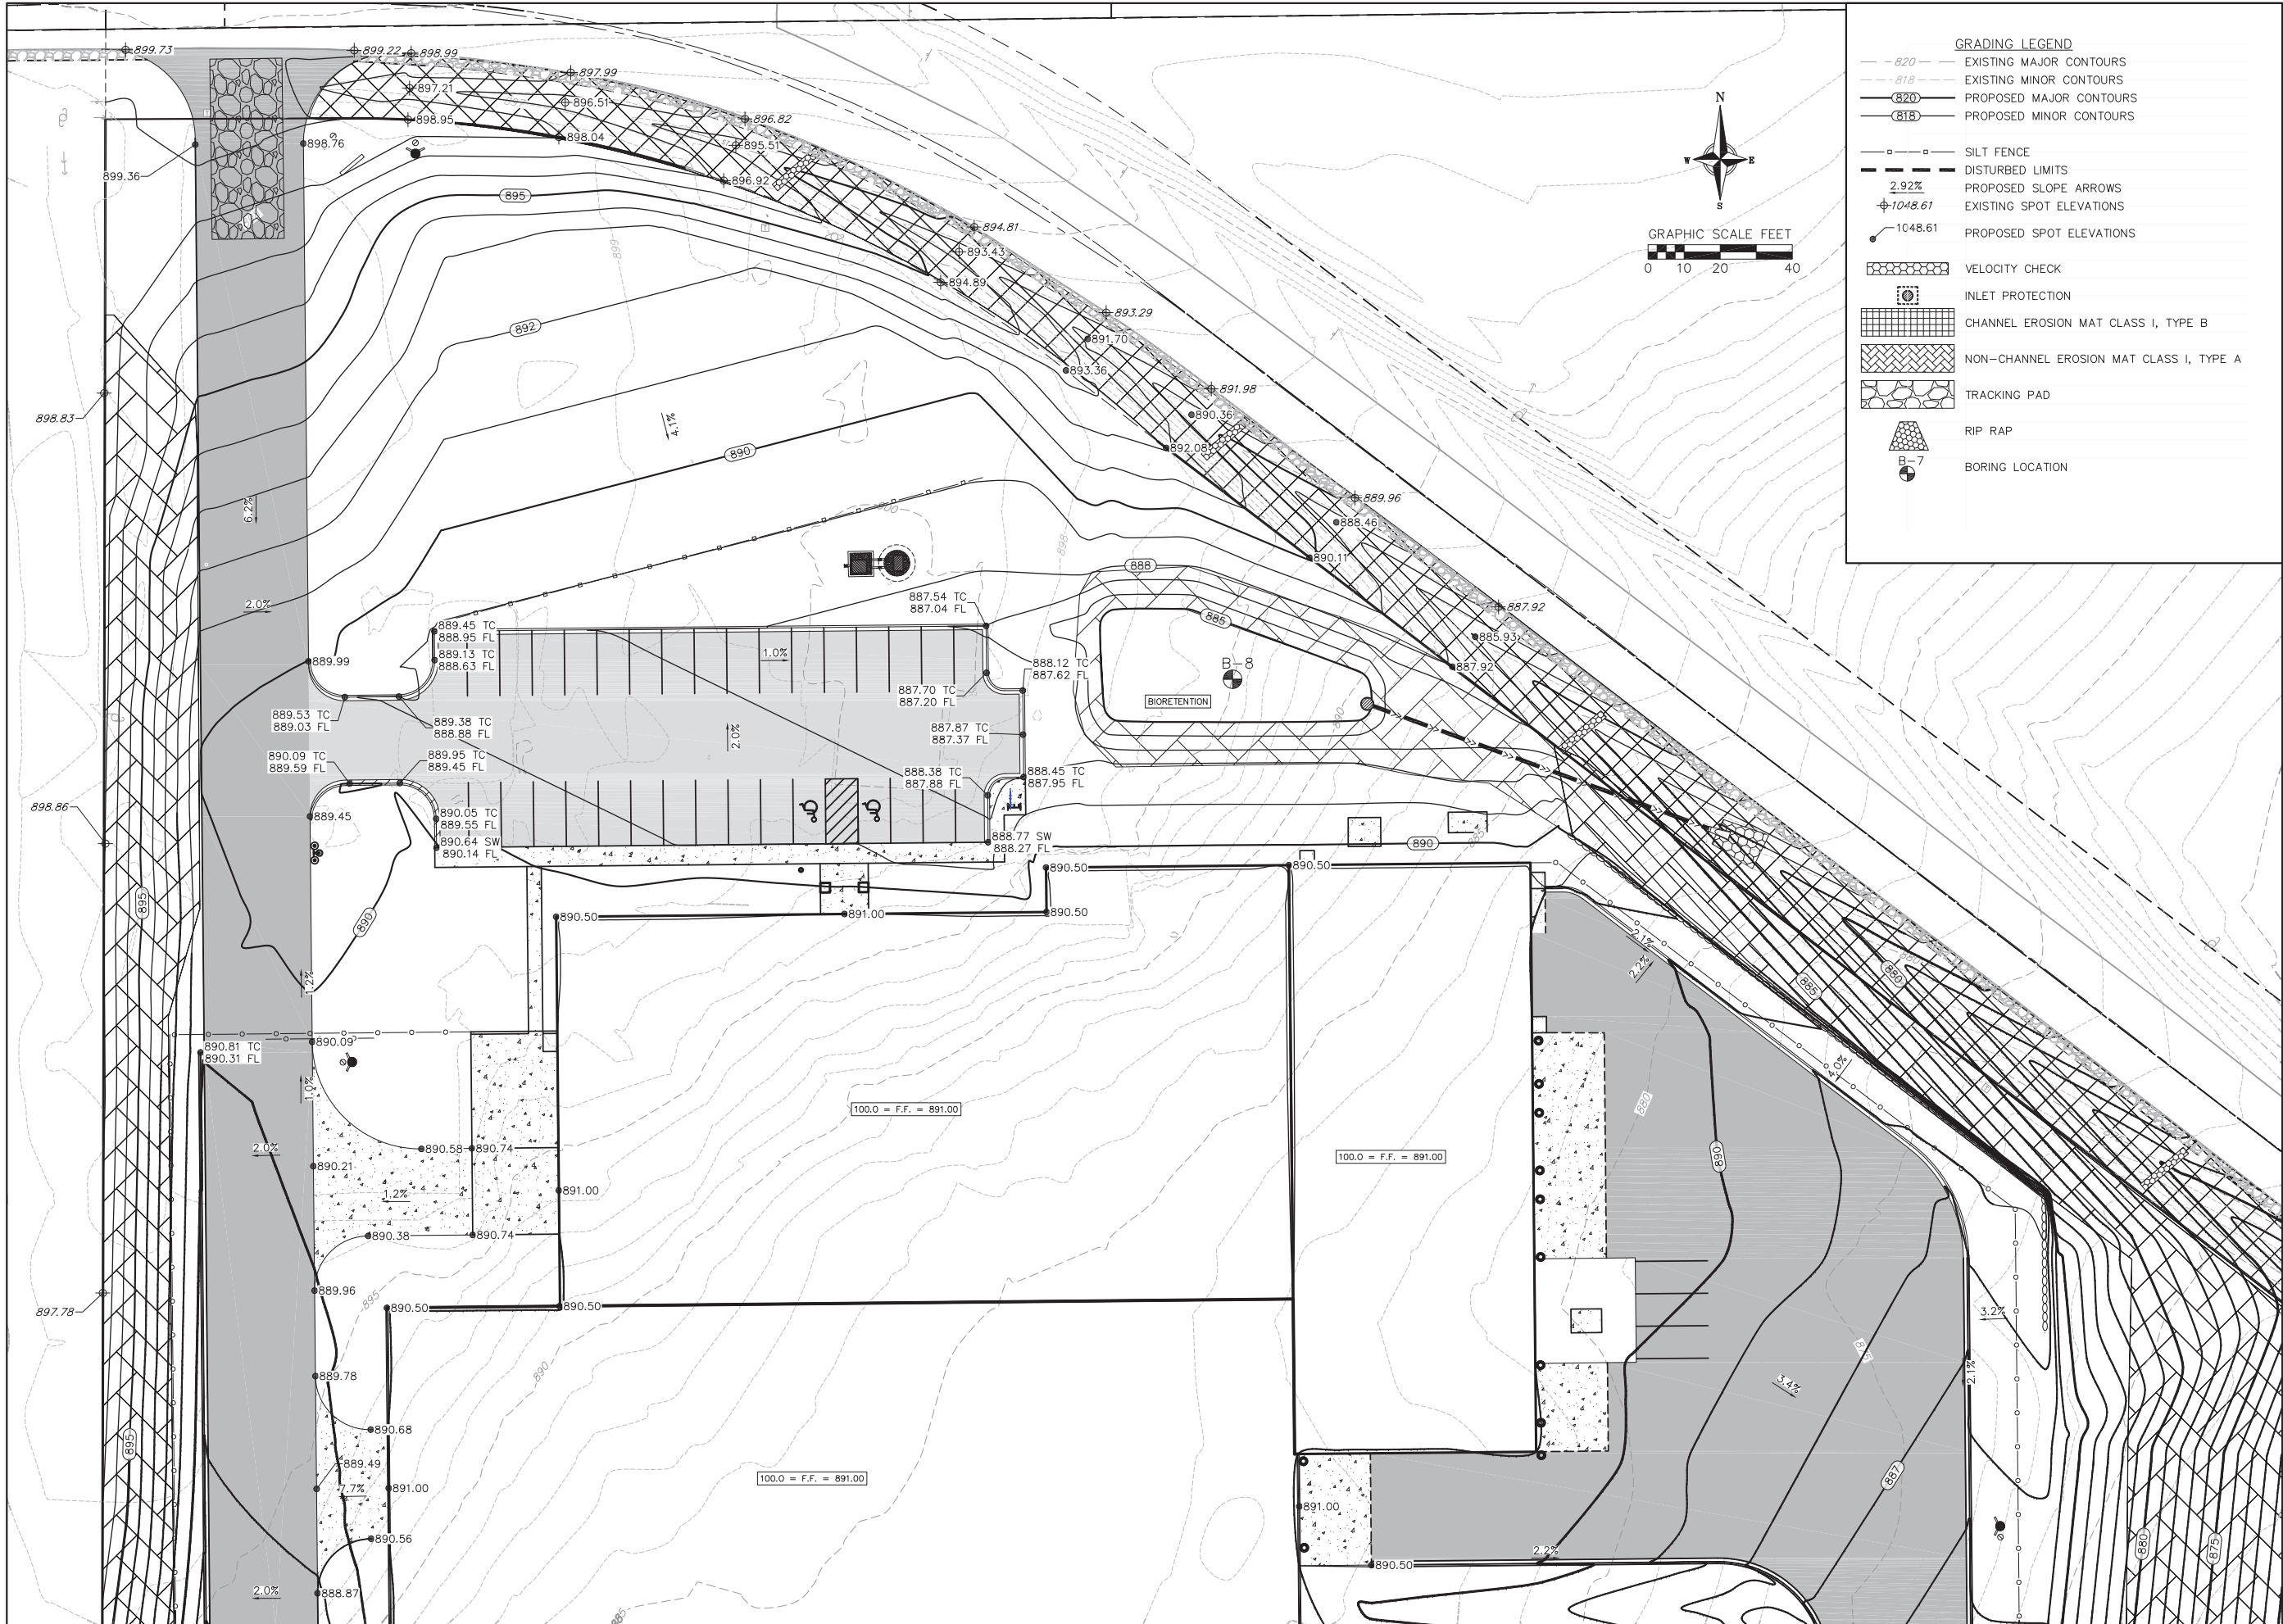 GRADING LEGEND
820 EXISTING MAJOR CONTOURS
818 EXISTING MINOR CONTOURS
820 PROPOSED MAJOR CONTOURS
818 PROPOSED MINOR CONTOURS
SILT FENCE
DISTURBED LIMITS
2.92% PROPOSED SLOPE ARROWS
1048.61 EXISTING SPOT ELEVATIONS
1048.61 PROPOSED SPOT ELEVATIONS
VELOCITY CHECK
INLET PROTECTION
CHANNEL EROSION MAT CLASS I, TYPE B
NON-CHANNEL EROSION MAT CLASS I, TYPE A
TRACKING PAD
RIP RAP
B-7
BORING LOCATION
N
W E
S
GRAPHIC SCALE FEET
0 10 20 40
899.73
899.22
898.99
897.99
897.21
896.51
896.82
898.95
898.04
895.51
898.76
899.36
896.92
895
894.81
893.43
894.89
893.29
892
891.70
893.36
891.98
898.83
890.36
4.1%
892.08
890
889.96
6.2%
888.46
900
899
898
890.11
888
2.0%
887.54 TC
887.04 FL
887.92
885
889.45 TC
888.95 FL
885.93
889.13 TC
888.63 FL
1.0%
889.99
888.12 TC
887.62 FL
B-8
887.92
887.70 TC
887.20 FL
BIORETENTION
889.53 TC
889.03 FL
889.38 TC
888.88 FL
2.0%
887.87 TC
887.37 FL
890
890.09 TC
889.59 FL
889.95 TC
889.45 FL
888.38 TC
887.88 FL
888.45 TC
887.95 FL
898.86
889.45
890.05 TC
889.55 FL
890.64 SW
890.14 FL
888.77 SW
888.27 FL
890
885
890.50
890.50
895
890
890.50
891.00
890.50
2.1%
2.2%
880
885
880
1.2%
890.81 TC
890.31 FL
890.09
4.0%
1.0%
100.0 = F.F. = 891.00
880
2.0%
890.58
890.74
890
100.0 = F.F. = 891.00
890.21
891.00
1.2%
890.38
890.74
889.96
895
890.50
890.50
897.78
3.2%
875
889.78
890
2.1%
3.4%
890.68
895
889.49
100.0 = F.F. = 891.00
887
7.7%
891.00
891.00
890.56
2.2%
890.50
880
875
2.0%
888.87
885